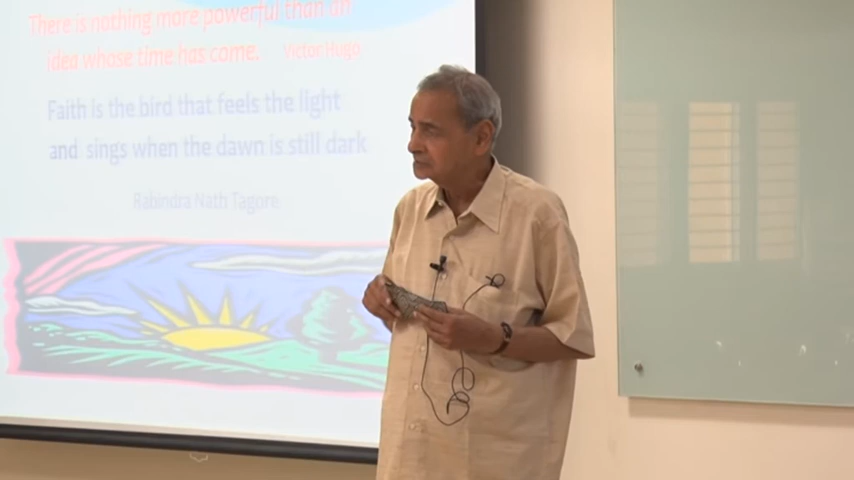 There is nothing more powerful than an
idea whose time has come. Victor Hugo
Faith is the bird that feels the light
and sings when the dawn is still dark
Rabindra Nath Tagore